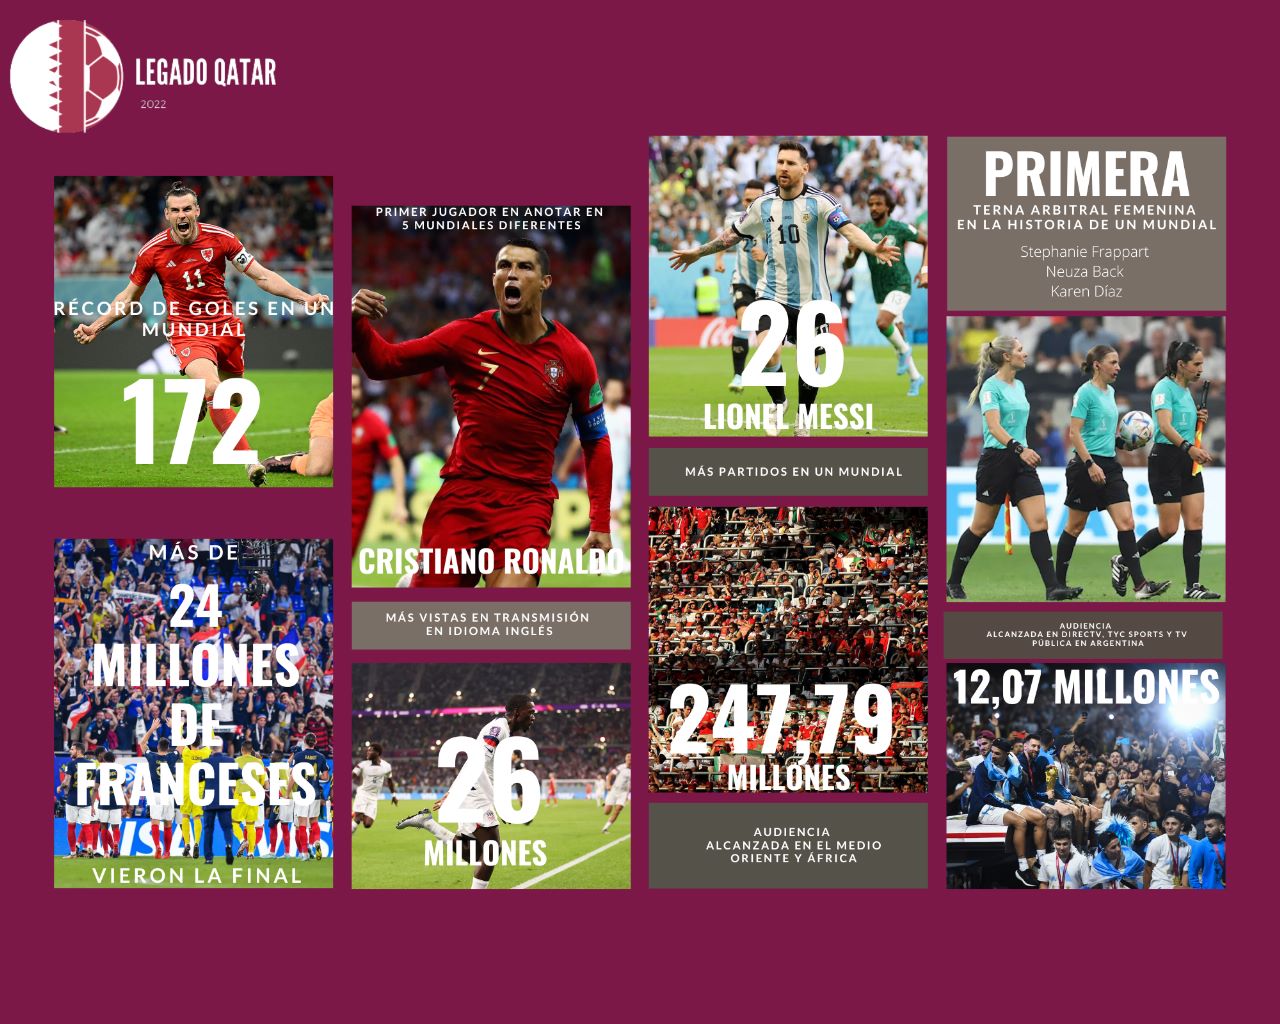 LEGADO QATAR
2022
RÉCORD DE GOLES EN UN
MUNDIAL
11
172
MÁS DE
24
MILLONES
DE
FRANCESES
VISA
VIERON LA FINAL
PRIMER JUGADOR EN ANOTAR EN
5 MUNDIALES DIFERENTES
7
CRISTIANO RONALDO
MÁS VISTAS EN TRANSMISIÓN
EN IDIOMA INGLÉS
26
MILLONES
10
26
LIONEL MESSI
MÁS PARTIDOS EN UN MUNDIAL
247,79
MILLONES
AUDIENCIA
ALCANZADA EN EL MEDIO
ORIENTE Y ÁFRICA
PRIMERA
TERNA ARBITRAL FEMENINA
EN LA HISTORIA DE UN MUNDIAL
Stephanie Frappart
Neuza Back
Karen Díaz
AUDIENCIA
ALCANZADA EN DIRECTV, TYC SPORTS Y TV
PÚBLICA EN ARGENTINA
12,07 MILLONES